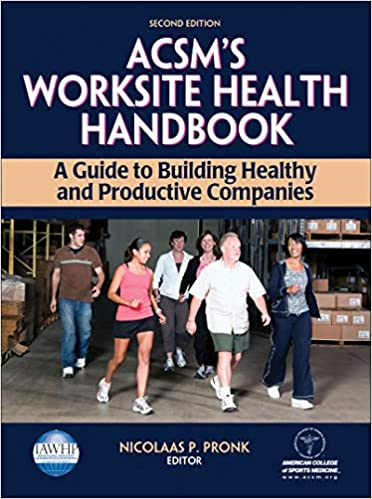 SECOND EDITION
ACSM'S
WORKSITE HEALTH
HANDBOOK
A Guide to Building Healthy
and Productive Companies
IAWHP
NICOLAAS P. PRONK
EDITOR
AMERICAN COLLEGE
OF SPORTS MEDICINE
www.acsm.org